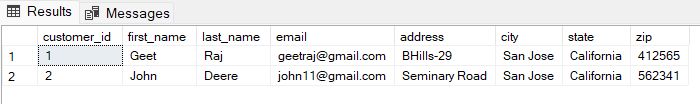 Results Messages
customer_id first_name last_name email address city state zip
1 1 Geet Raj geetraj@gmail.com BHills-29 San Jose California 412565
2 2 John Deere john11@gmail.com Seminary Road San Jose California 562341